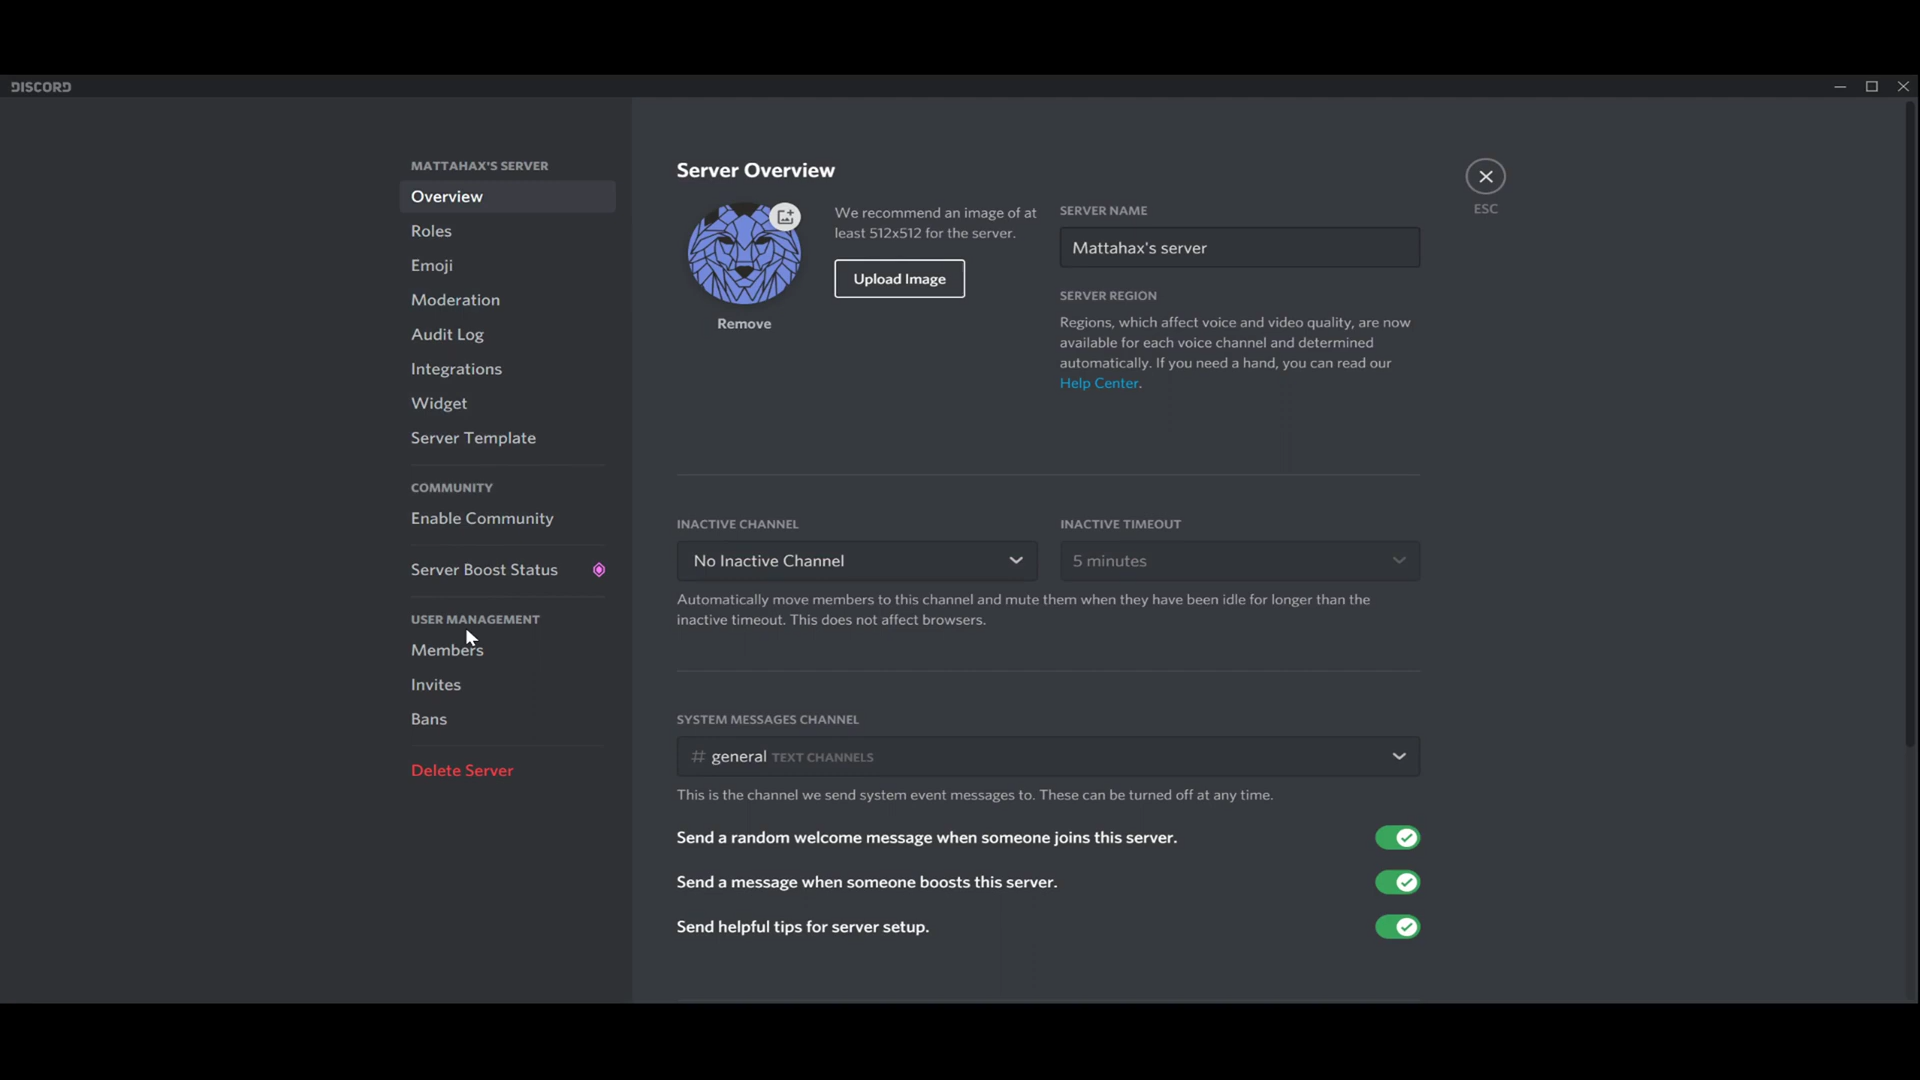 DISCORD
MATTAHAX'S SERVER
Overview
Roles
Emoji
Moderation
Audit Log
Integrations
Widget
Server Template
COMMUNITY
Enable Community
Server Boost Status
USER MANAGEMENT
Members
Invites
Bans
Delete Server
Server Overview
We recommend an image of at
least 512x512 for the server.
Upload Image
Remove
SERVER NAME
Mattahax's server
SERVER REGION
Regions, which affect voice and video quality, are now
available for each voice channel and determined
automatically. If you need a hand, you can read our
Help Center.
ESC
INACTIVE CHANNEL
No Inactive Channel
INACTIVE TIMEOUT
5 minutes
Automatically move members to this channel and mute them when they have been idle for longer than the
inactive timeout. This does not affect browsers.
SYSTEM MESSAGES CHANNEL
# general TEXT CHANNELS
This is the channel we send system event messages to. These can be turned off at any time.
Send a random welcome message when someone joins this server.
Send a message when someone boosts this server.
Send helpful tips for server setup.